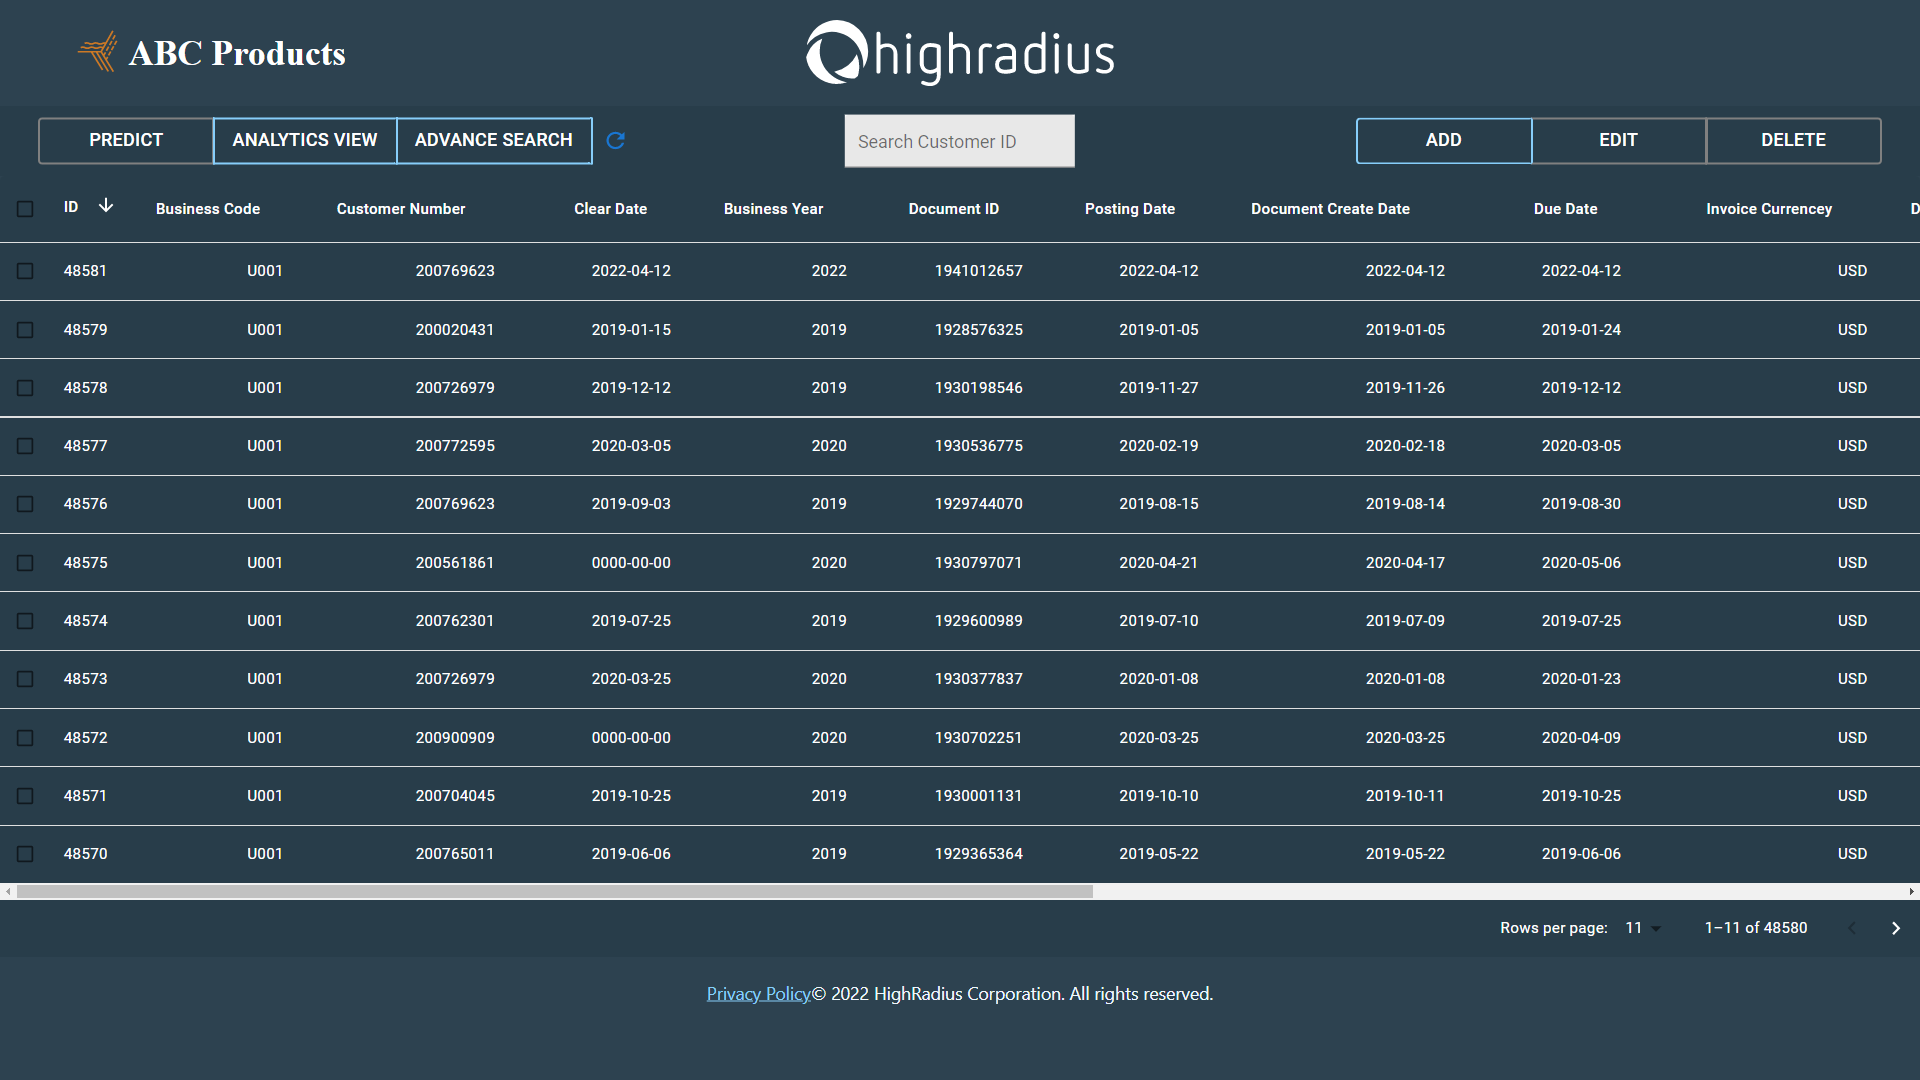 ABC Products
highradius
PREDICT ANALYTICS VIEW ADVANCE SEARCH Search Customer ID ADD EDIT DELETE
ID Business Code Customer Number Clear Date Business Year Document ID Posting Date Document Create Date Due Date Invoice Currencey D
48581 U001 200769623 2022-04-12 2022 1941012657 2022-04-12 2022-04-12 2022-04-12 USD
48579 U001 200020431 2019-01-15 2019 1928576325 2019-01-05 2019-01-05 2019-01-24 USD
48578 U001 200726979 2019-12-12 2019 1930198546 2019-11-27 2019-11-26 2019-12-12 USD
48577 U001 200772595 2020-03-05 2020 1930536775 2020-02-19 2020-02-18 2020-03-05 USD
48576 U001 200769623 2019-09-03 2019 1929744070 2019-08-15 2019-08-14 2019-08-30 USD
48575 U001 200561861 0000-00-00 2020 1930797071 2020-04-21 2020-04-17 2020-05-06 USD
48574 U001 200762301 2019-07-25 2019 1929600989 2019-07-10 2019-07-09 2019-07-25 USD
48573 U001 200726979 2020-03-25 2020 1930377837 2020-01-08 2020-01-08 2020-01-23 USD
48572 U001 200900909 0000-00-00 2020 1930702251 2020-03-25 2020-03-25 2020-04-09 USD
48571 U001 200704045 2019-10-25 2019 1930001131 2019-10-10 2019-10-11 2019-10-25 USD
48570 U001 200765011 2019-06-06 2019 1929365364 2019-05-22 2019-05-22 2019-06-06 USD
Rows per page: 11 1–11 of 48580
Privacy Policy© 2022 HighRadius Corporation. All rights reserved.